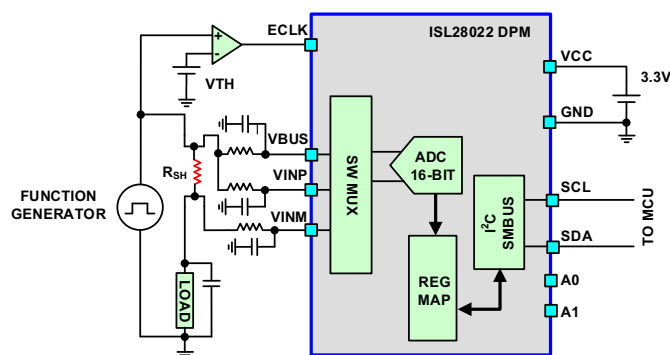 ECLK
ISL28022 DPM
VTH
VCC
3.3V
GND
VBUS
RSH
VINP
VINM
SW MUX
ADC
16-BIT
FUNCTION
GENERATOR
LOAD
REG
MAP
I²C
SMBUS
SCL
SDA
TO MCU
A0
A1
+
-